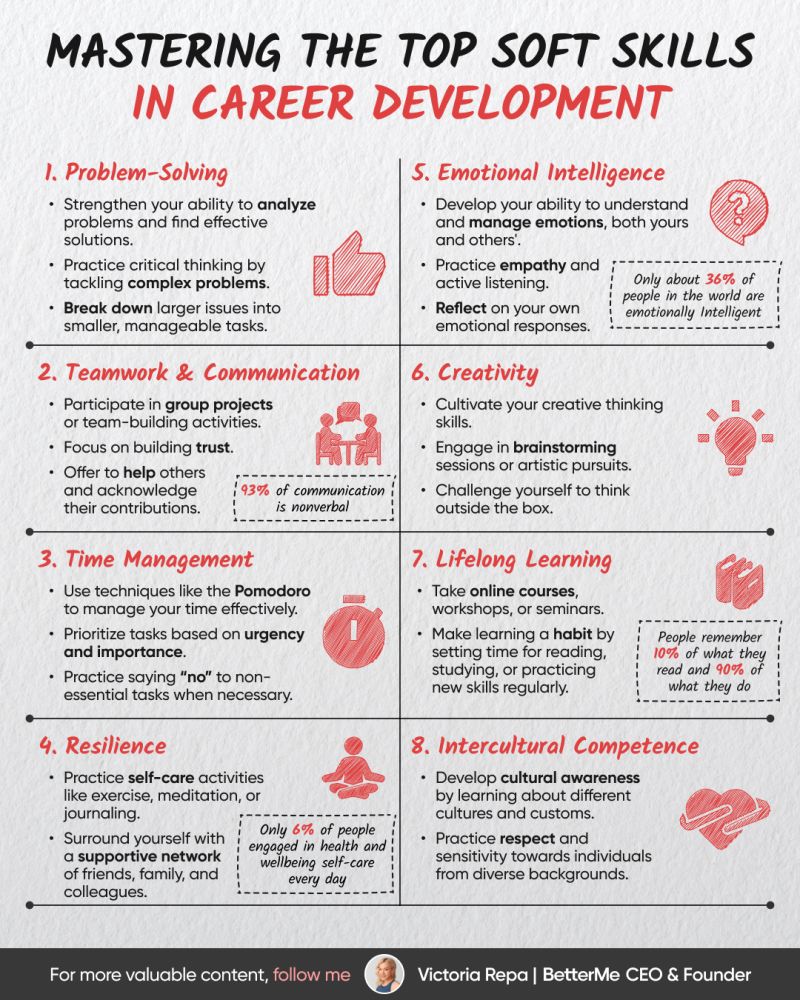 MASTERING THE TOP SOFT SKILLS
IN CAREER DEVELOPMENT
1. Problem-Solving
• Strengthen your ability to analyze
problems and find effective
solutions.
• Practice critical thinking by
tackling complex problems.
• Break down larger issues into
smaller, manageable tasks.
2. Teamwork & Communication
• Participate in group projects
or team-building activities.
• Focus on building trust.
• Offer to help others
and acknowledge
their contributions.
93% of communication
is nonverbal
3. Time Management
• Use techniques like the Pomodoro
to manage your time effectively.
• Prioritize tasks based on urgency
and importance.
• Practice saying “no” to non-
essential tasks when necessary.
4. Resilience
• Practice self-care activities
like exercise, meditation, or
journaling.
• Surround yourself with
a supportive network
of friends, family, and
colleagues.
Only 6% of people
engaged in health and
wellbeing self-care
every day
5. Emotional Intelligence
• Develop your ability to understand
and manage emotions, both yours
and others'.
• Practice empathy and
active listening.
• Reflect on your own
emotional responses.
?
Only about 36% of
people in the world are
emotionally Intelligent
6. Creativity
• Cultivate your creative thinking
skills.
• Engage in brainstorming
sessions or artistic pursuits.
• Challenge yourself to think
outside the box.
7. Lifelong Learning
• Take online courses,
workshops, or seminars.
• Make learning a habit by
setting time for reading,
studying, or practicing
new skills regularly.
People remember
10% of what they
read and 90% of
what they do
8. Intercultural Competence
• Develop cultural awareness
by learning about different
cultures and customs.
• Practice respect and
sensitivity towards individuals
from diverse backgrounds.
For more valuable content, follow me
Victoria Repa | BetterMe CEO & Founder